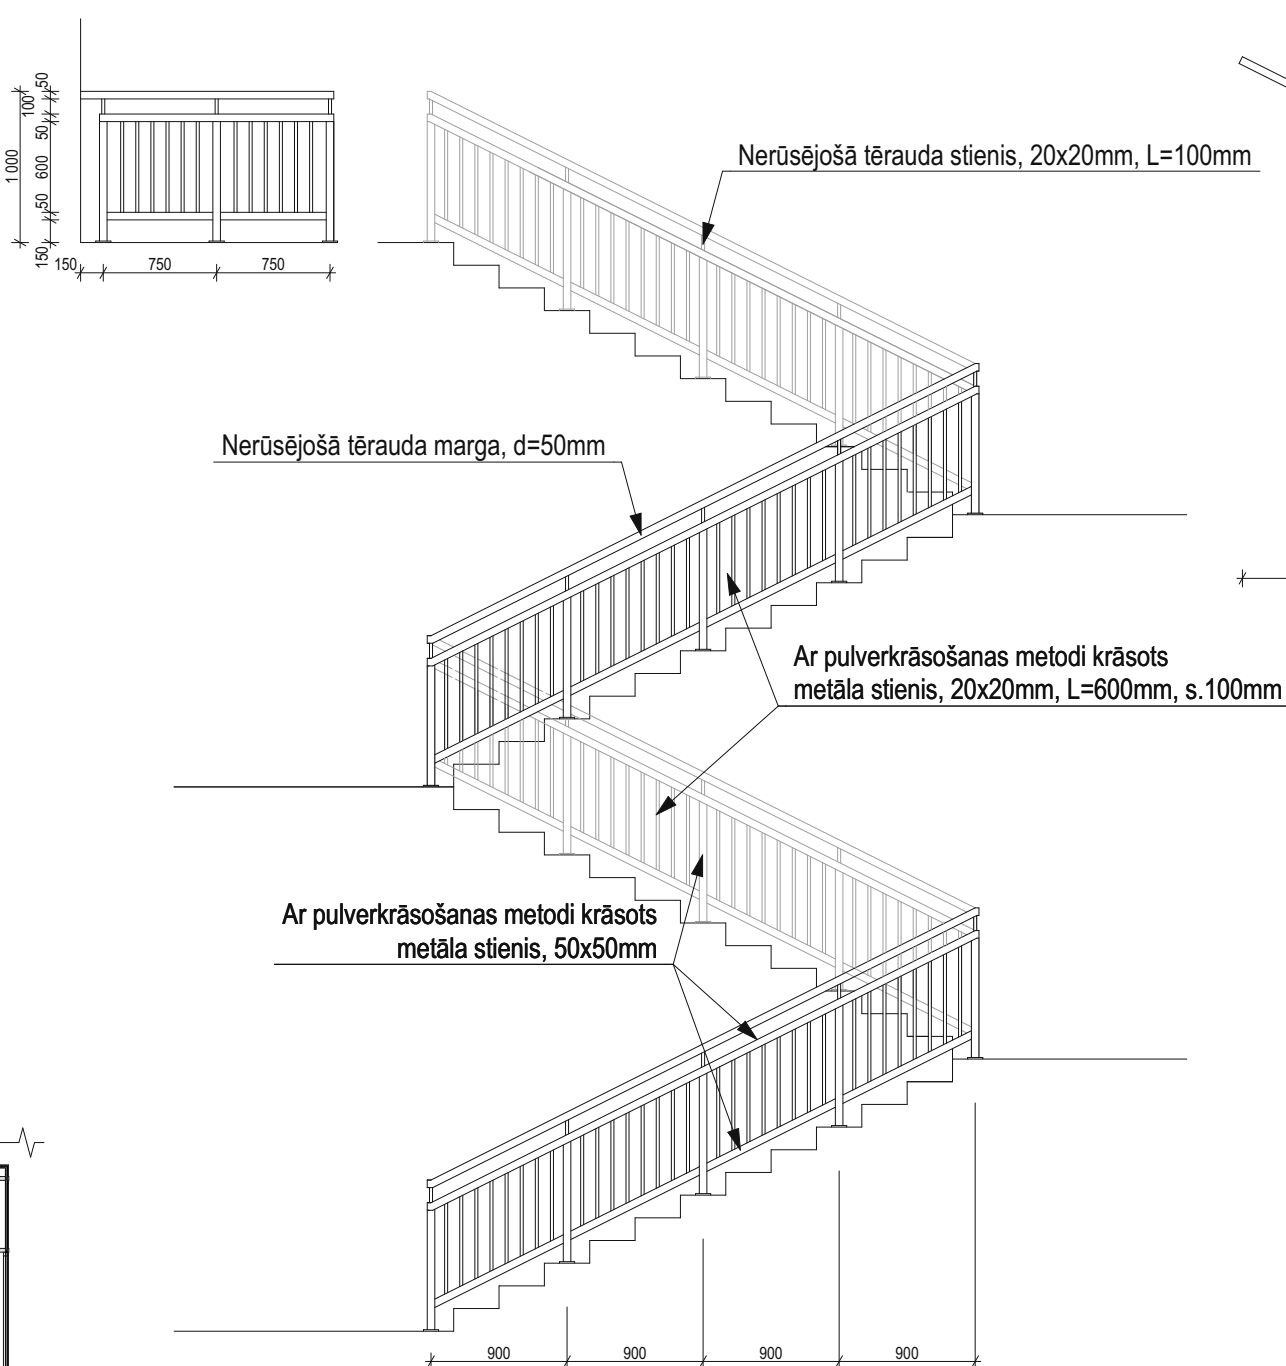 50
100
50
600
50
150
1 000
150
750
750
Nerūsējošā tērauda stienis, 20x20mm, L=100mm
Nerūsējošā tērauda marga, d=50mm
Ar pulverkrāsošanas metodi krāsots
metāla stienis, 20x20mm, L=600mm, s.100mm
Ar pulverkrāsošanas metodi krāsots
metāla stienis, 50x50mm
900
900
900
900